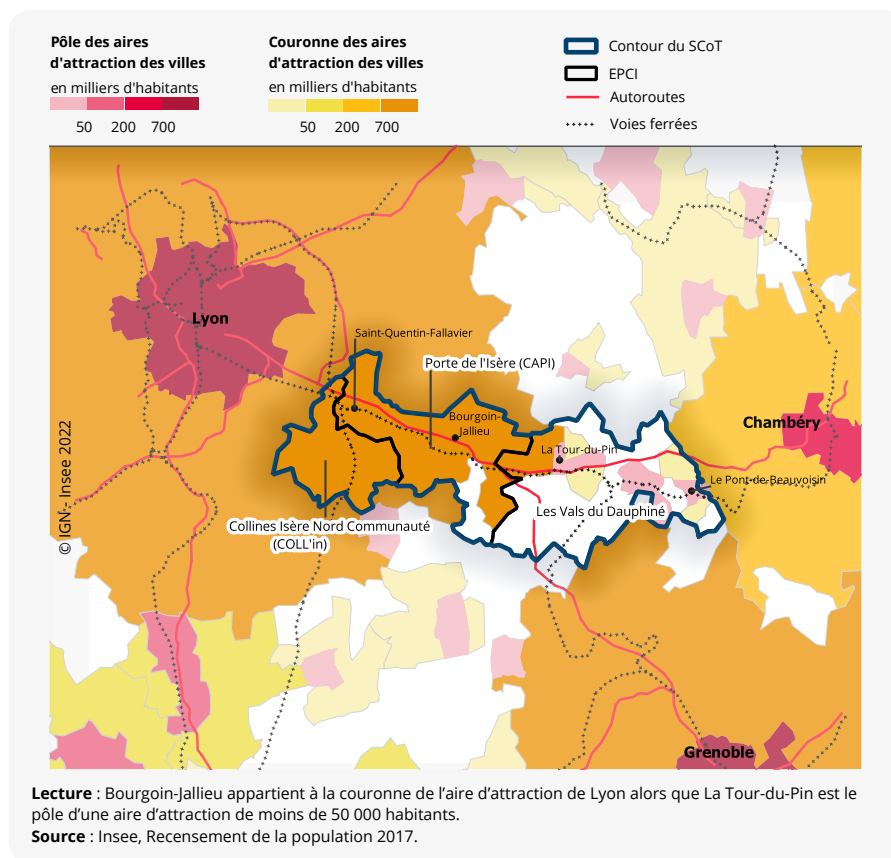 Pôle des aires
d'attraction des villes
en milliers d'habitants
50 200 700
Couronne des aires
d'attraction des villes
en milliers d'habitants
50 200 700
Contour du SCoT
EPCI
Autoroutes
Voies ferrées
Lyon
Saint-Quentin-Fallavier
Porte de l'Isère (CAPI)
Bourgoin-
Jallieu
Chambéry
La Tour-du-Pin
Le Pont-de-Beauvoisin
Les Vals du Dauphiné
Collines Isère Nord Communauté
(COLL'in)
© IGN - Insee 2022
Grenoble
Lecture : Bourgoin-Jallieu appartient à la couronne de l'aire d'attraction de Lyon alors que La Tour-du-Pin est le
pôle d'une aire d'attraction de moins de 50 000 habitants.
Source : Insee, Recensement de la population 2017.